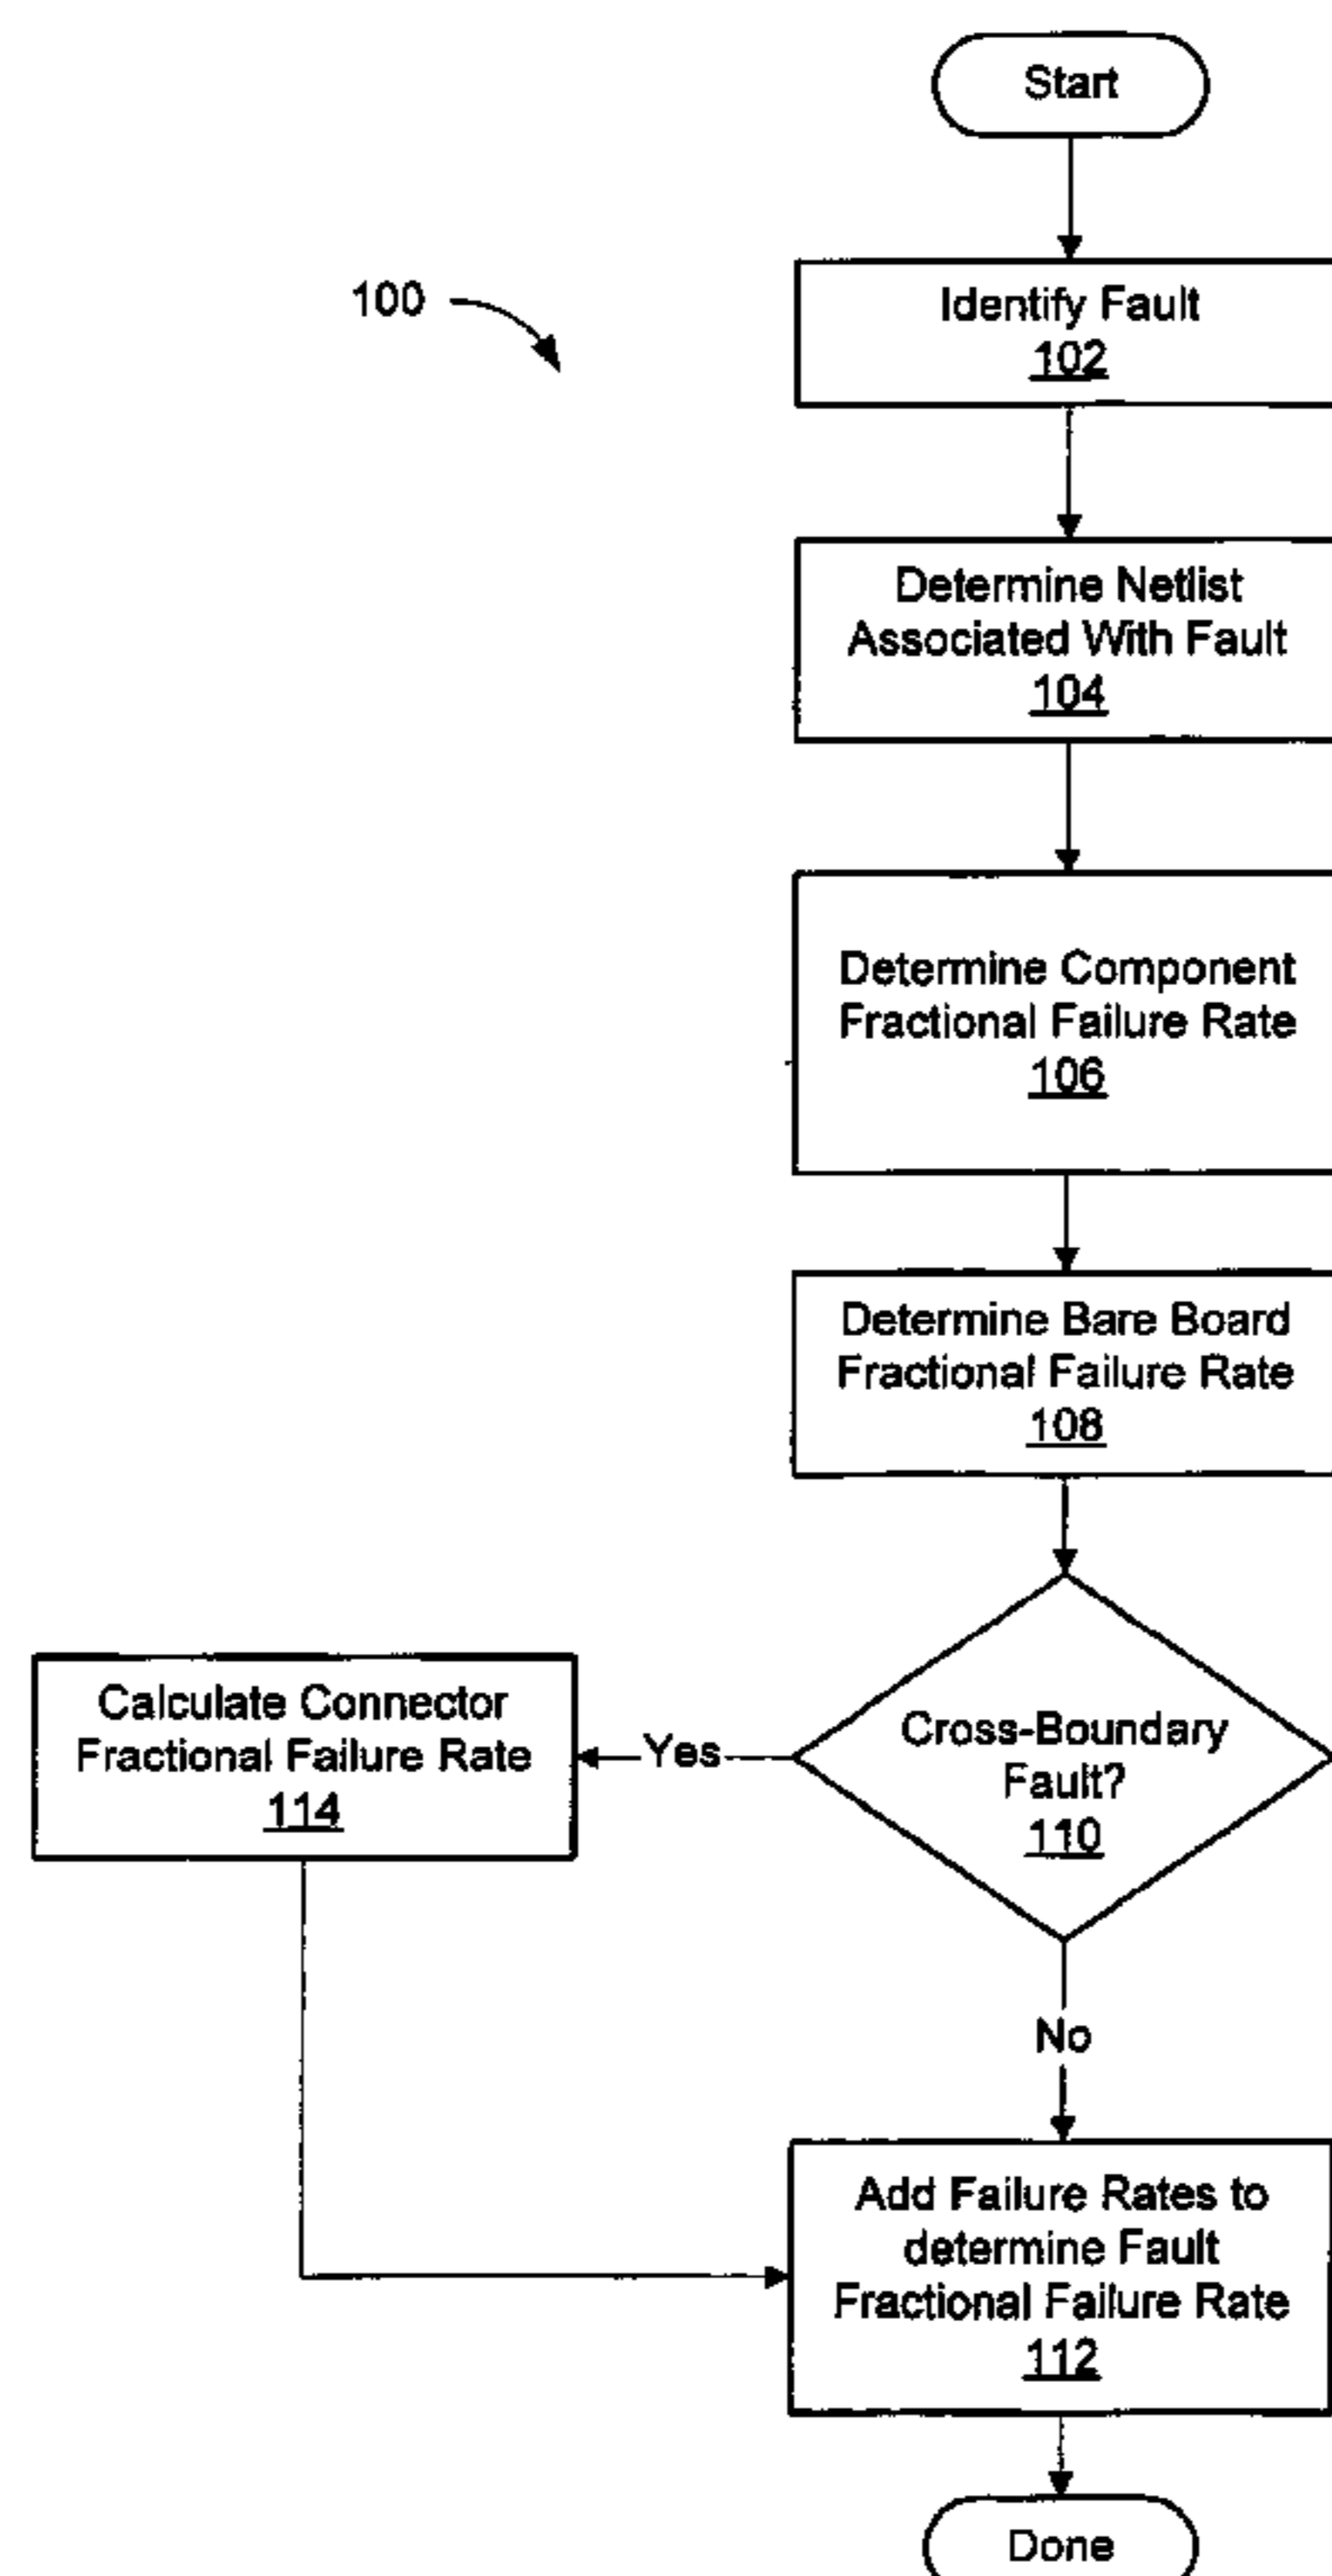 Start
100
Identify Fault
102
Determine Netlist
Associated With Fault
104
Determine Component
Fractional Failure Rate
106
Determine Bare Board
Fractional Failure Rate
108
Calculate Connector
Fractional Failure Rate
114
Yes
Cross-Boundary
Fault?
110
No
Add Failure Rates to
determine Fault
Fractional Failure Rate
112
Done